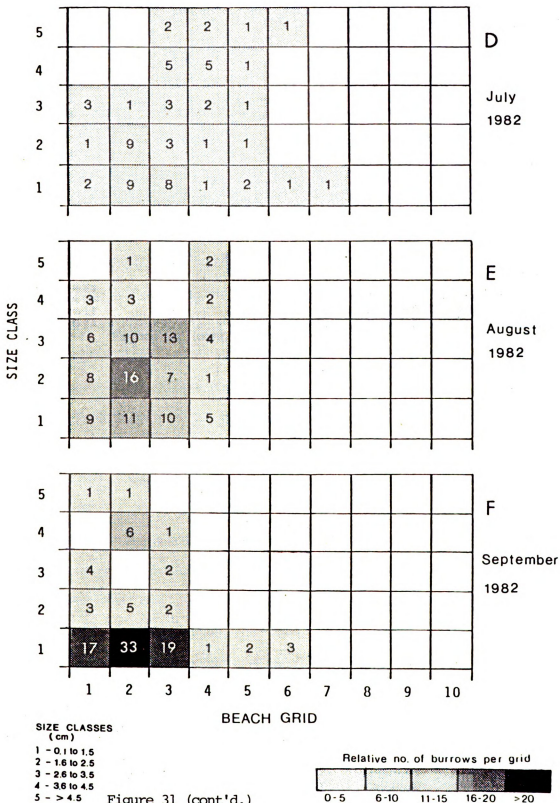 5 2 2 1 1 D
4 5 5 1
July
3 3 1 3 2 1
1982
2 1 9 3 1 1
1 2 9 8 1 2 1 1
5 1 2 E
4 3 3 2
August
3 6 10 13 4
1982
2 8 16 7 1
1 9 11 10 5
SIZE CLASS
5 1 1 F
4 6 1
September
3 4 2
1982
2 3 5 2
1 17 33 19 1 2 3
1 2 3 4 5 6 7 8 9 10
BEACH GRID
SIZE CLASSES
(cm)
1 - 0.1 to 1.5
2 - 1.6 to 2.5
3 - 2.6 to 3.5
4 - 3.6 to 4.5
5 - > 4.5
Figure 31 (cont'd.)
Relative no. of burrows per grid
0-5 6-10 11-15 16-20 >20